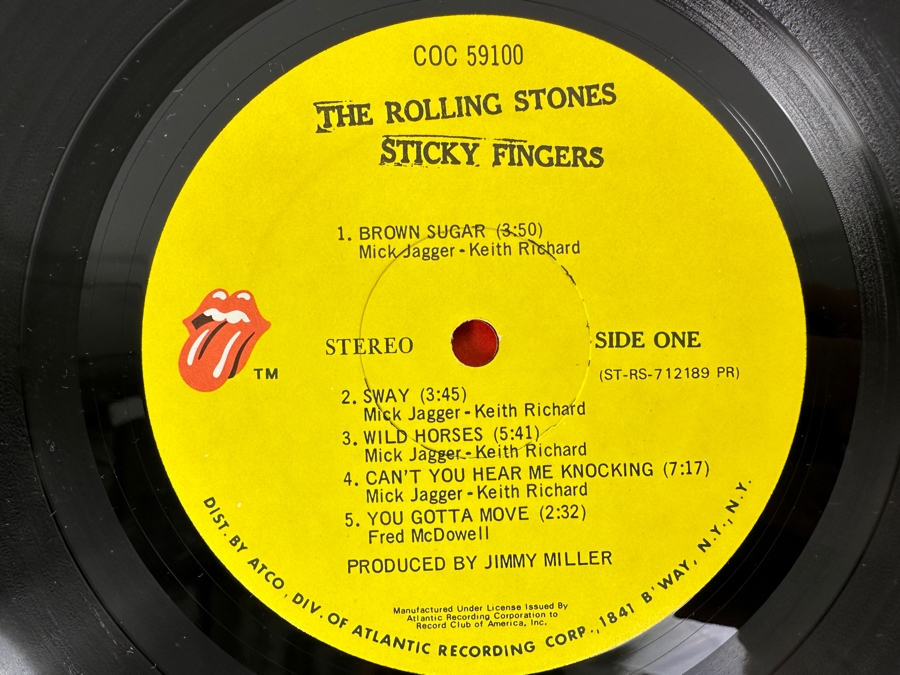 COC 59100
THE ROLLING STONES
STICKY FINGERS
1. BROWN SUGAR (3:50)
Mick Jagger - Keith Richard
STEREO
SIDE ONE
(ST-RS-712189 PR)
TM
2. SWAY (3:45)
Mick Jagger - Keith Richard
3. WILD HORSES (5:41)
Mick Jagger - Keith Richard
4. CAN'T YOU HEAR ME KNOCKING (7:17)
Mick Jagger - Keith Richard
5. YOU GOTTA MOVE (2:32)
Fred McDowell
PRODUCED BY JIMMY MILLER
Manufactured Under License Issued By
Atlantic Recording Corporation to
Record Club of America, Inc.
DIST. BY ATCO, DIV. OF ATLANTIC RECORDING CORP., 1841 B'WAY, N.Y., N.Y.